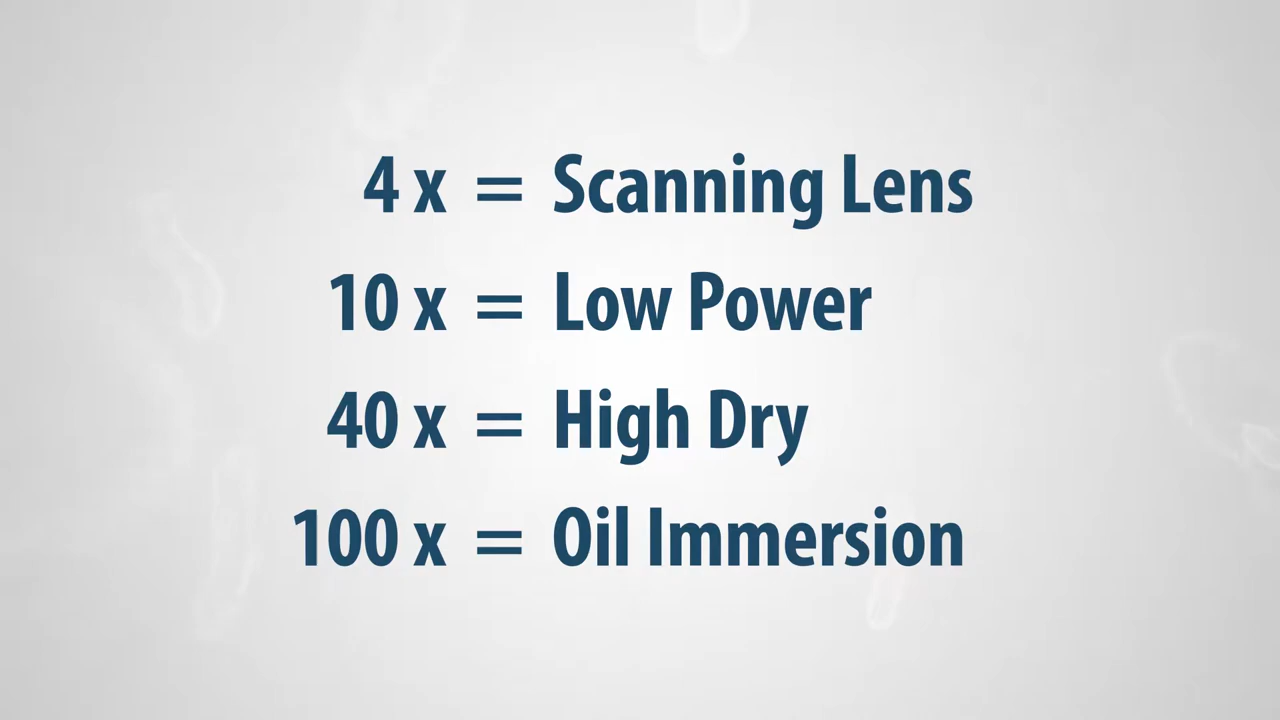 4 x = Scanning Lens
10 x = Low Power
40 x = High Dry
100 x = Oil Immersion